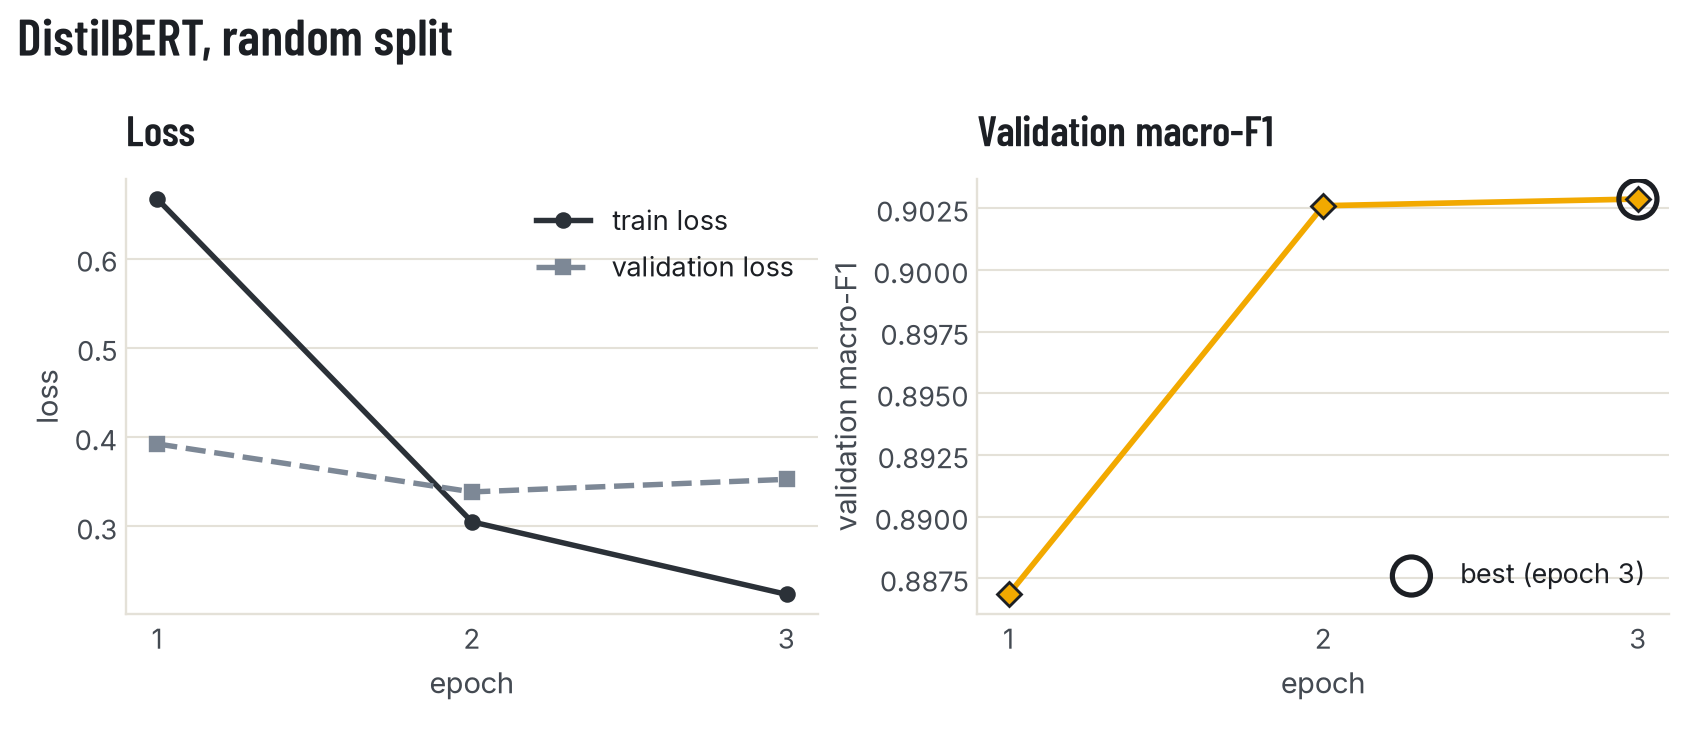 DistilBERT, random split
Loss
train loss
validation loss
0.6
0.5
0.4
0.3
loss
1 2 3
epoch
Validation macro-F1
0.9025
0.9000
0.8975
0.8950
0.8925
0.8900
0.8875
validation macro-F1
best (epoch 3)
1 2 3
epoch